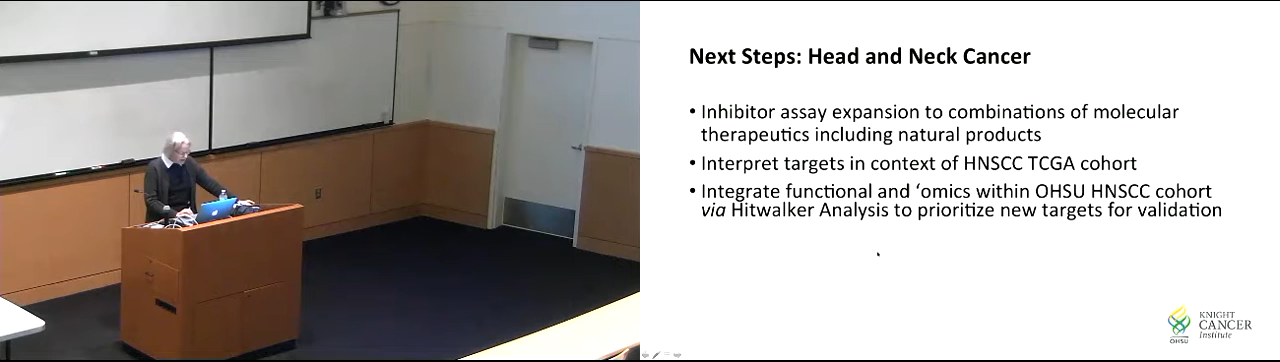 Next Steps: Head and Neck Cancer
• Inhibitor assay expansion to combinations of molecular
therapeutics including natural products
• Interpret targets in context of HNSCC TCGA cohort
• Integrate functional and ‘omics within OHSU HNSCC cohort
via Hitwalker Analysis to prioritize new targets for validation
KNIGHT
CANCER
Institute
OHSU